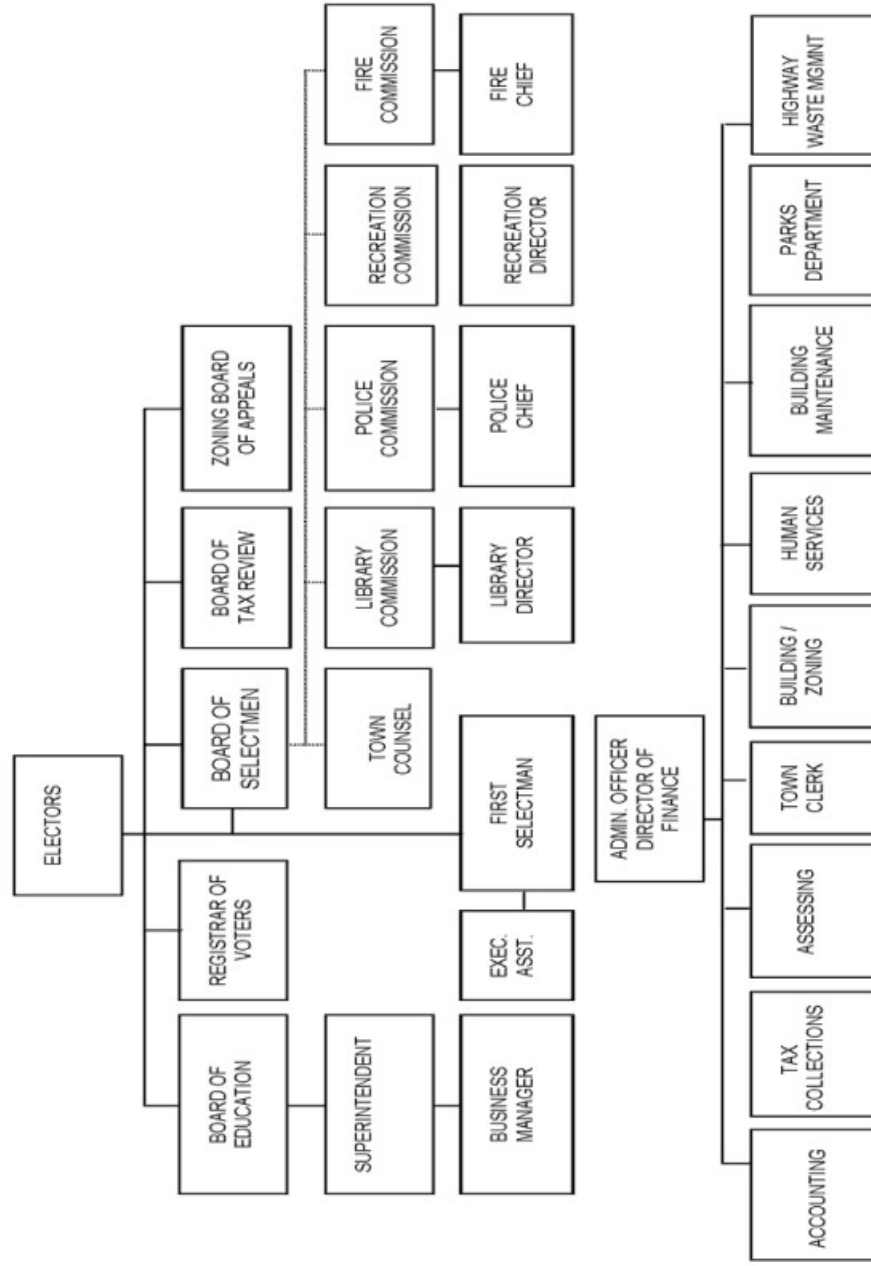 ELECTORS
BOARD OF
EDUCATION
REGISTRAR OF
VOTERS
BOARD OF
SELECTMEN
BOARD OF
TAX REVIEW
ZONING BOARD
OF APPEALS
SUPERINTENDENT
TOWN
COUNSEL
LIBRARY
COMMISSION
POLICE
COMMISSION
RECREATION
COMMISSION
FIRE
COMMISSION
BUSINESS
MANAGER
EXEC.
ASST.
FIRST
SELECTMAN
LIBRARY
DIRECTOR
POLICE
CHIEF
RECREATION
DIRECTOR
FIRE
CHIEF
ADMIN. OFFICER
DIRECTOR OF
FINANCE
ACCOUNTING
TAX
COLLECTIONS
ASSESSING
TOWN
CLERK
BUILDING /
ZONING
HUMAN
SERVICES
BUILDING
MAINTENANCE
PARKS
DEPARTMENT
HIGHWAY
WASTE MGMNT